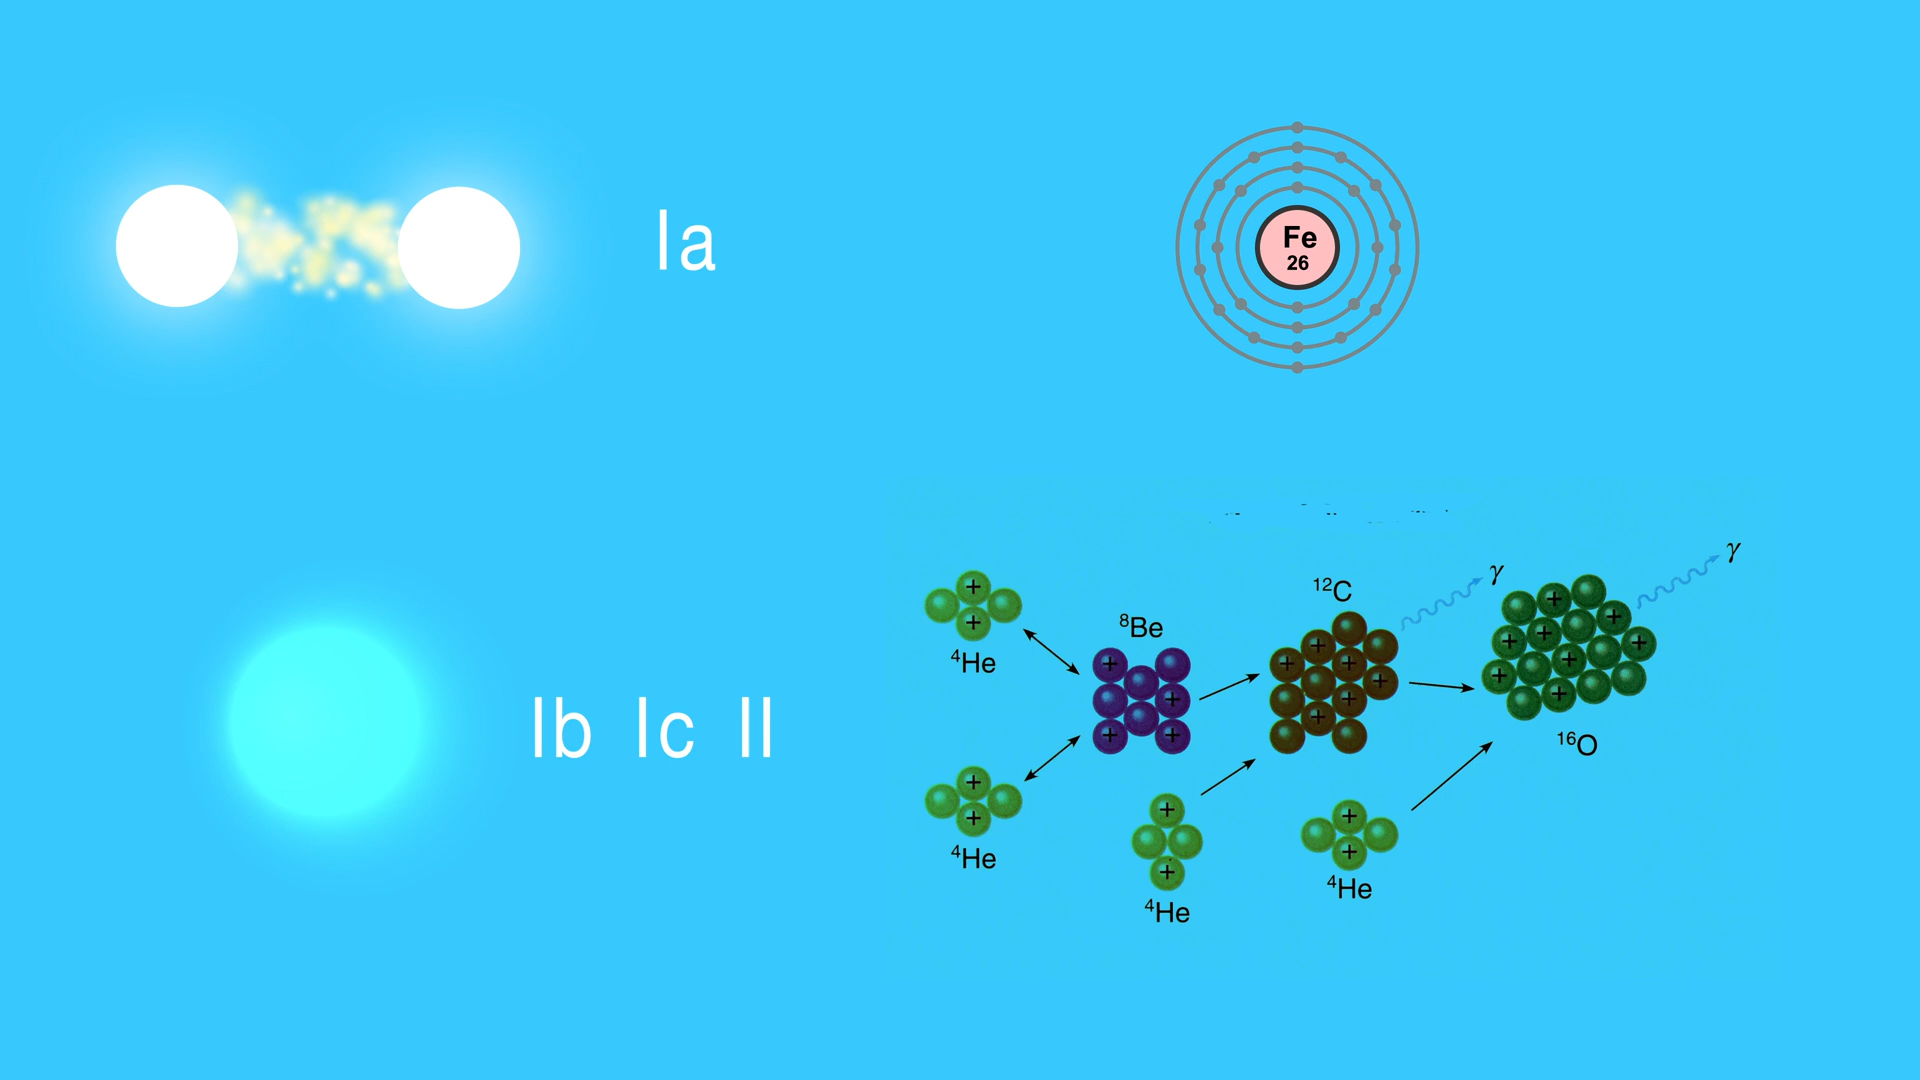 Ia
Fe
26
Ib Ic II
γ
γ
¹²C
⁸Be
⁴He
¹⁶O
⁴He
⁴He
⁴He